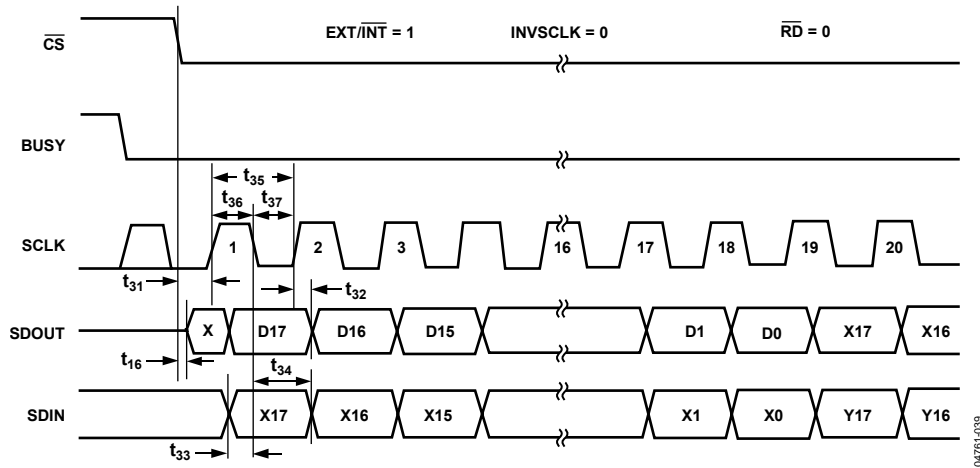 EXT/INT = 1 INVSCLK = 0 RD = 0
CS
BUSY
t35
t36 t37
SCLK 1 2 3 16 17 18 19 20
t31 t32
SDOUT X D17 D16 D15 D1 D0 X17 X16
t16 t34
SDIN X17 X16 X15 X1 X0 Y17 Y16
t33
04761-039